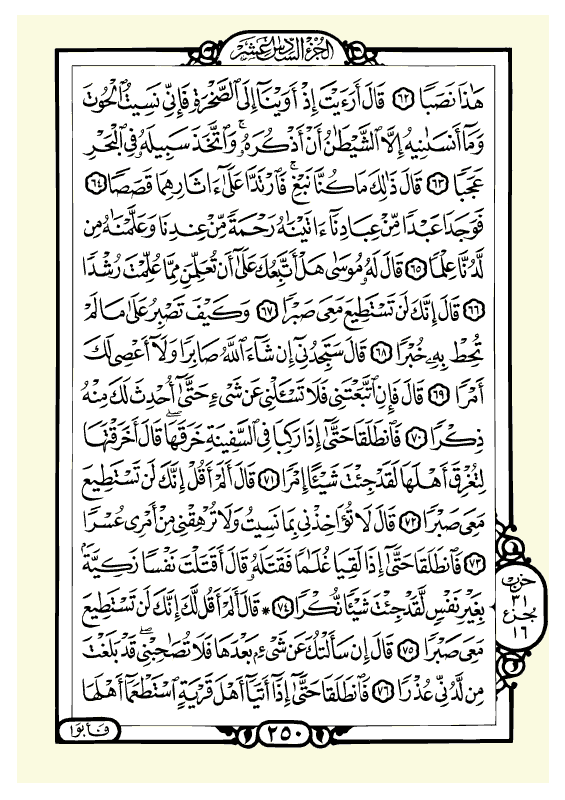 الجزء السادس عشر
هَٰذَا نَصَبًا ٦٢ قَالَ أَرَءَيْتَ إِذْ أَوَيْنَآ إِلَى ٱلصَّخْرَةِ فَإِنِّى نَسِيتُ ٱلْحُوتَ
وَمَآ أَنسَىٰنِيهُ إِلَّا ٱلشَّيْطَٰنُ أَنْ أَذْكُرَهُۥ ۚ وَٱتَّخَذَ سَبِيلَهُۥ فِى ٱلْبَحْرِ
عَجَبًا ٦٣ قَالَ ذَٰلِكَ مَا كُنَّا نَبْغِ ۚ فَٱرْتَدَّا عَلَىٰٓ ءَاثَارِهِمَا قَصَصًا ٦٤
فَوَجَدَا عَبْدًا مِّنْ عِبَادِنَآ ءَاتَيْنَٰهُ رَحْمَةً مِّنْ عِندِنَا وَعَلَّمْنَٰهُ مِن
لَّدُنَّا عِلْمًا ٦٥ قَالَ لَهُۥ مُوسَىٰ هَلْ أَتَّبِعُكَ عَلَىٰٓ أَن تُعَلِّمَنِ مِمَّا عُلِّمْتَ رُشْدًا
٦٦ قَالَ إِنَّكَ لَن تَسْتَطِيعَ مَعِىَ صَبْرًا ٦٧ وَكَيْفَ تَصْبِرُ عَلَىٰ مَا لَمْ
تُحِطْ بِهِۦ خُبْرًا ٦٨ قَالَ سَتَجِدُنِىٓ إِن شَآءَ ٱللَّهُ صَابِرًا وَلَآ أَعْصِى لَكَ
أَمْرًا ٦٩ قَالَ فَإِنِ ٱتَّبَعْتَنِى فَلَا تَسْـَٔلْنِى عَن شَىْءٍ حَتَّىٰٓ أُحْدِثَ لَكَ مِنْهُ
ذِكْرًا ٧٠ فَٱنطَلَقَا حَتَّىٰٓ إِذَا رَكِبَا فِى ٱلسَّفِينَةِ خَرَقَهَا ۖ قَالَ أَخَرَقْتَهَا
لِتُغْرِقَ أَهْلَهَا لَقَدْ جِئْتَ شَيْـًٔا إِمْرًا ٧١ قَالَ أَلَمْ أَقُلْ إِنَّكَ لَن تَسْتَطِيعَ
مَعِىَ صَبْرًا ٧٢ قَالَ لَا تُؤَاخِذْنِى بِمَا نَسِيتُ وَلَا تُرْهِقْنِى مِنْ أَمْرِى عُسْرًا
٧٣ فَٱنطَلَقَا حَتَّىٰٓ إِذَا لَقِيَا غُلَٰمًا فَقَتَلَهُۥ قَالَ أَقَتَلْتَ نَفْسًا زَكِيَّةًۢ
بِغَيْرِ نَفْسٍ لَّقَدْ جِئْتَ شَيْـًٔا نُّكْرًا ٧٤ * قَالَ أَلَمْ أَقُل لَّكَ إِنَّكَ لَن تَسْتَطِيعَ
مَعِىَ صَبْرًا ٧٥ قَالَ إِن سَأَلْتُكَ عَن شَىْءٍۭ بَعْدَهَا فَلَا تُصَٰحِبْنِى ۖ قَدْ بَلَغْتَ
مِن لَّدُنِّى عُذْرًا ٧٦ فَٱنطَلَقَا حَتَّىٰٓ إِذَآ أَتَيَآ أَهْلَ قَرْيَةٍ ٱسْتَطْعَمَآ أَهْلَهَا
حزب
٣١
جزء
١٦
٢٥٠
فأبوا